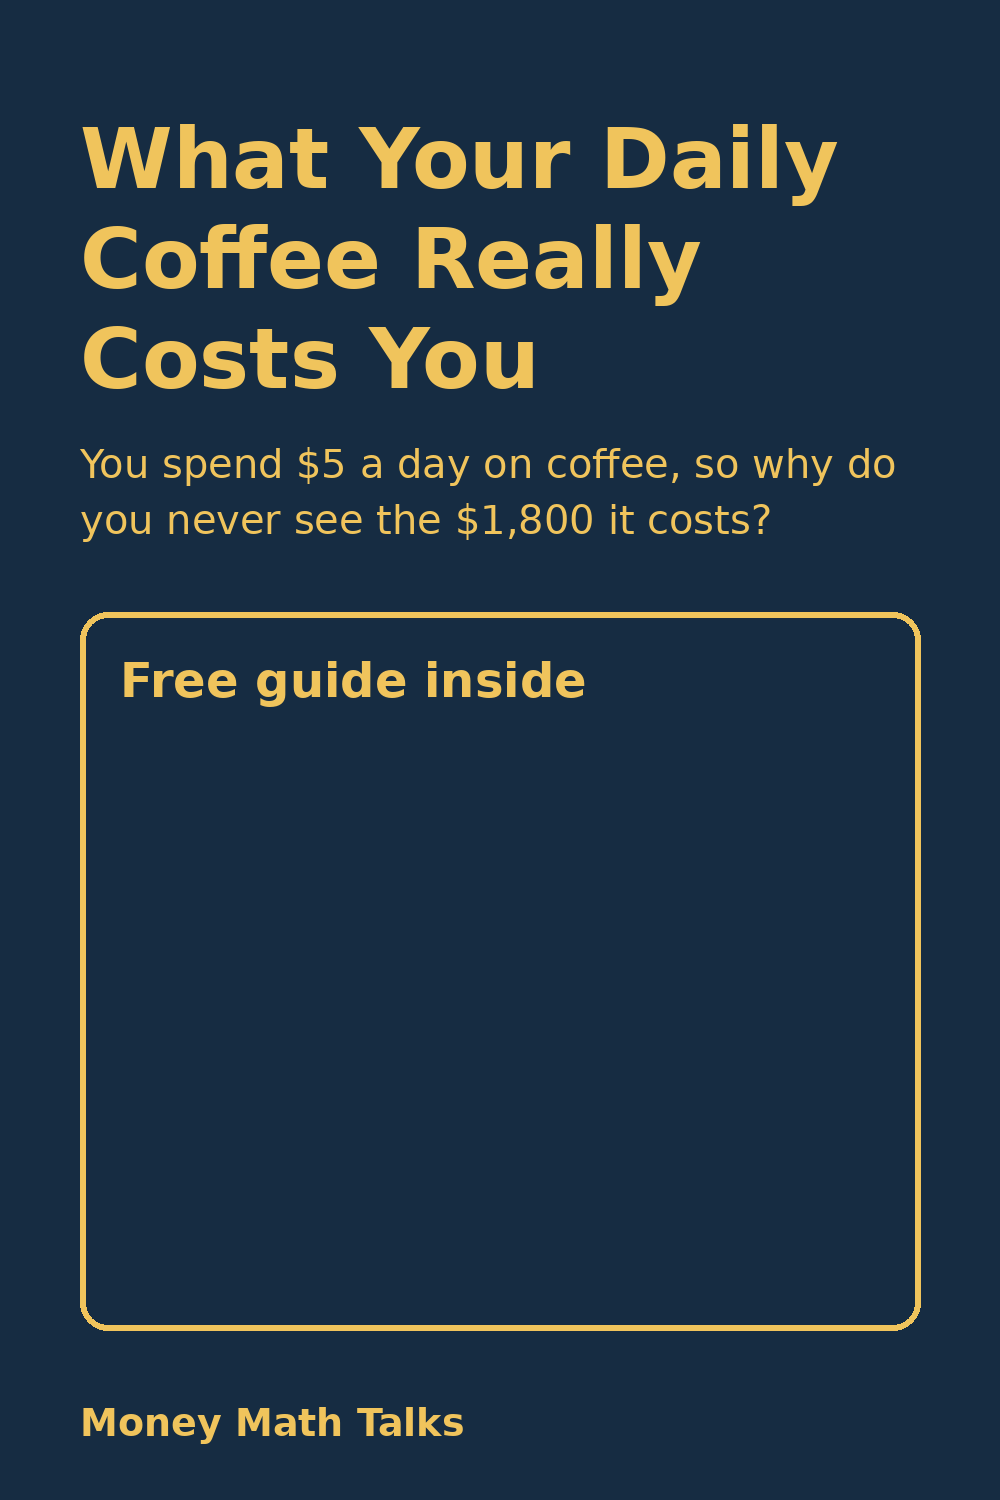 What Your Daily
Coffee Really
Costs You
You spend $5 a day on coffee, so why do
you never see the $1,800 it costs?
Free guide inside
Money Math Talks